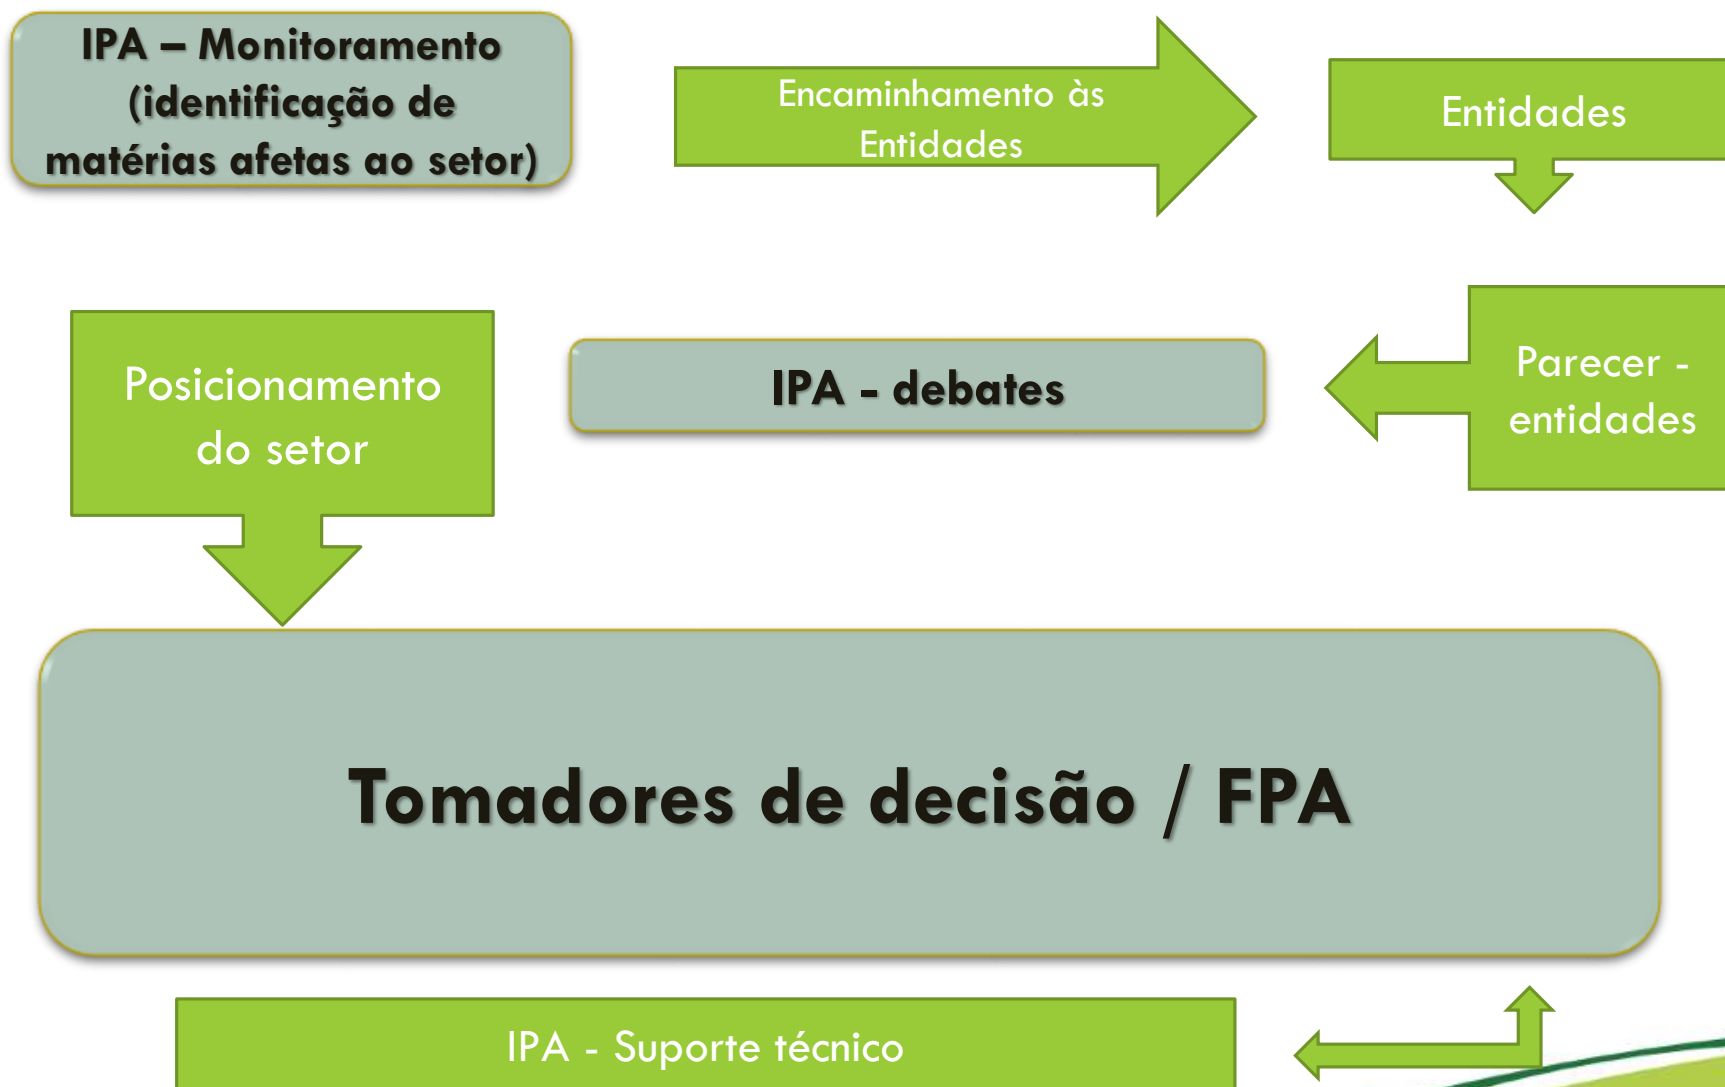 IPA – Monitoramento
(identificação de
matérias afetas ao setor)
Encaminhamento às
Entidades
Entidades
Posicionamento
do setor
IPA - debates
Parecer -
entidades
Tomadores de decisão / FPA
IPA - Suporte técnico